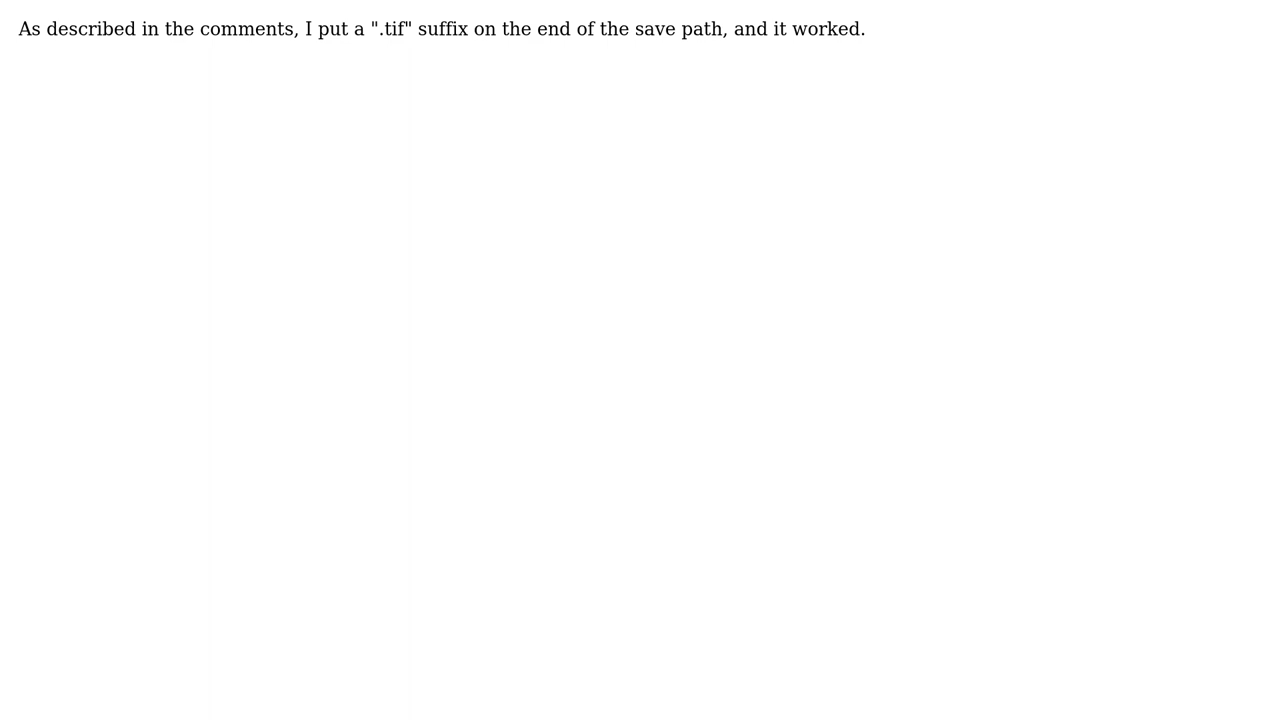 As described in the comments, I put a ".tif" suffix on the end of the save path, and it worked.